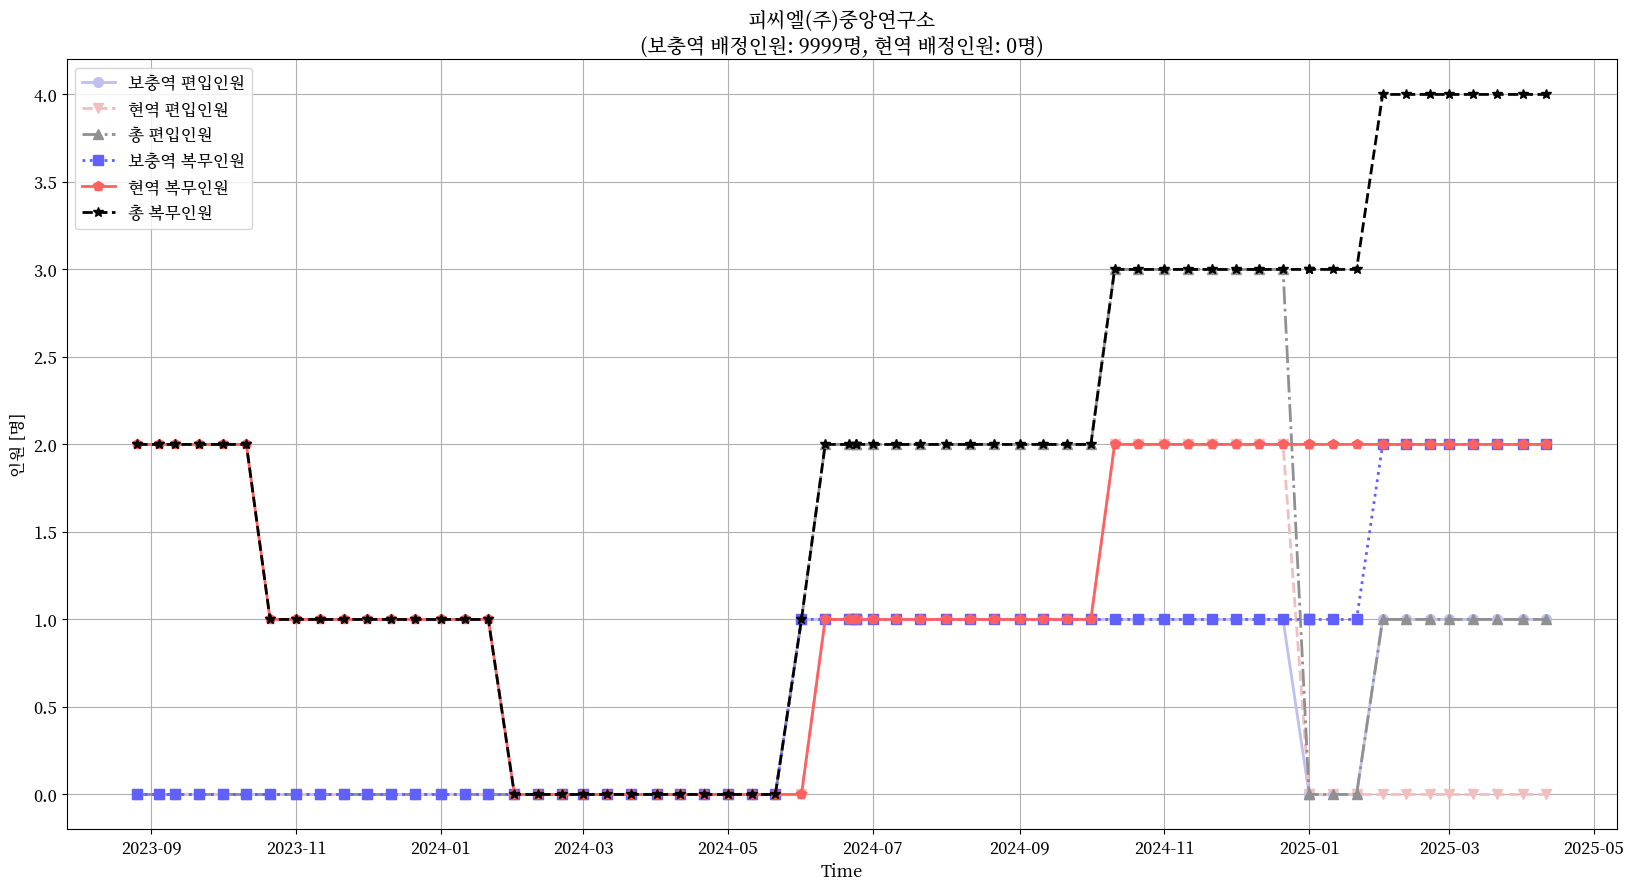 피씨엘(주)중앙연구소
(보충역 배정인원: 9999명, 현역 배정인원: 0명)
보충역 편입인원
현역 편입인원
총 편입인원
보충역 복무인원
현역 복무인원
총 복무인원
4.0
3.5
3.0
2.5
2.0
1.5
1.0
0.5
0.0
인원 [명]
2023-09
2023-11
2024-01
2024-03
2024-05
2024-07
2024-09
2024-11
2025-01
2025-03
2025-05
Time